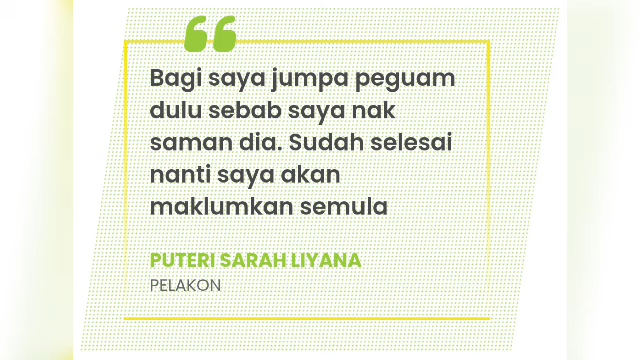 Bagi saya jumpa peguam
dulu sebab saya nak
saman dia. Sudah selesai
nanti saya akan
maklumkan semula
PUTERI SARAH LIYANA
PELAKON